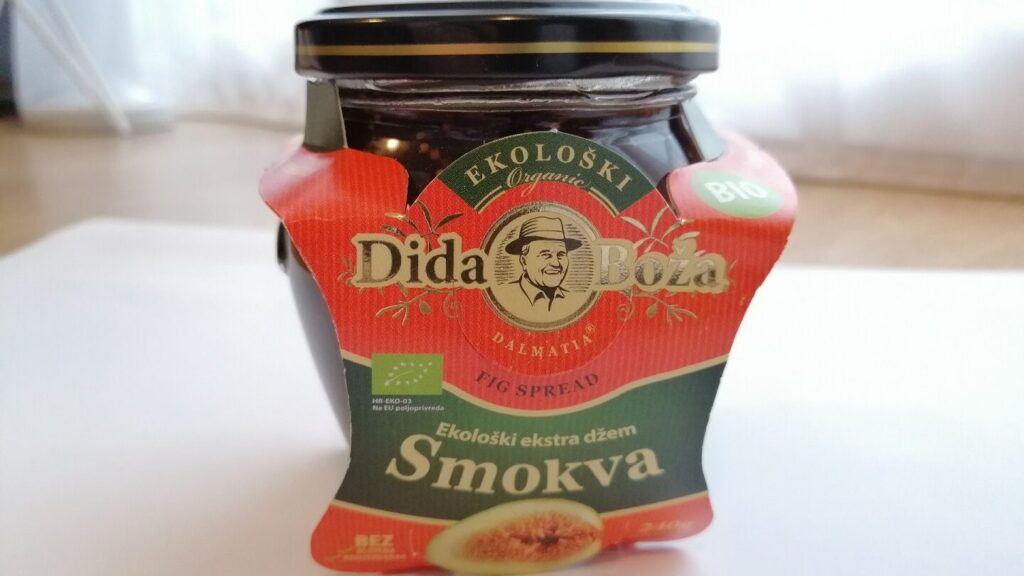 EKOLOŠKI
Organic
BIO
Dida Boža
DALMATIA®
FIG SPREAD
HR-EKO-03
Ne EU poljoprivreda
Ekološki ekstra džem
Smokva
BEZ